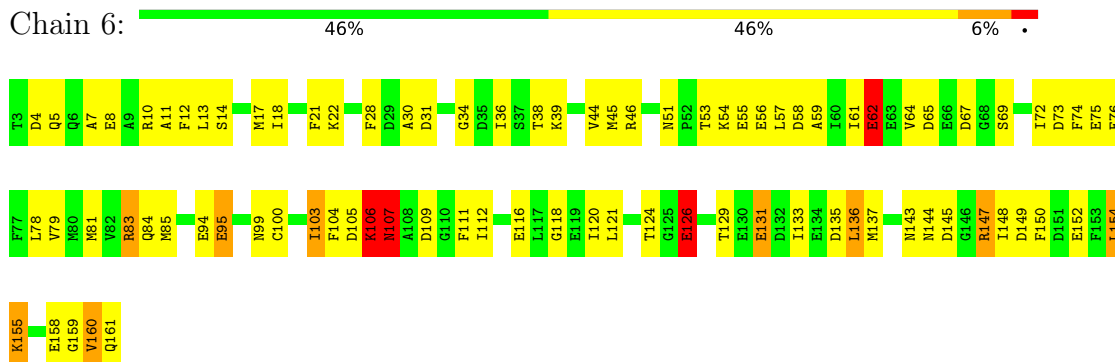 Chain 6:
46% 46% 6% •
T3 D4 Q5 Q6 A7 E8 A9 R10 A11 F12 L13 S14 M17 I18 F21 K22 F28 D29 A30 D31 G34 D35 I36 S37 T38 K39 V44 M45 R46 N51 P52 T53 K54 E55 E56 L57 D58 A59 I60 I61 E62 E63 V64 D65 E66 D67 G68 S69 I72 D73 F74 E75 E76
F77 L78 V79 M80 M81 V82 R83 Q84 M85 E94 E95 N99 C100 I103 F104 D105 K106 N107 A108 D109 G110 F111 I112 E116 L117 G118 E119 I120 L121 T124 G125 E126 T129 E130 E131 D132 I133 E134 D135 L136 M137 N143 N144 D145 G146 R147 I148 D149 F150 D151 E152 F153 L154
K155 E158 G159 V160 Q161